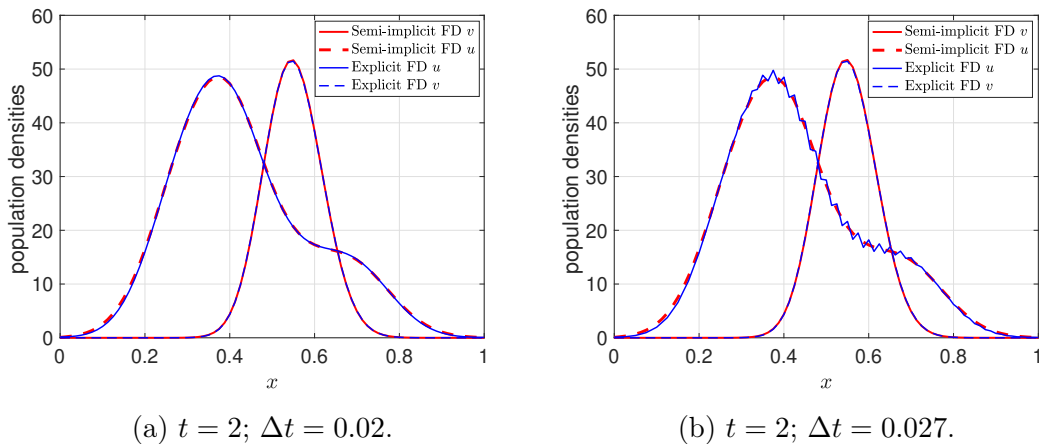 60
50
40
30
20
10
0
population densities
0 0.2 0.4 0.6 0.8 1
x
Semi-implicit FD v
Semi-implicit FD u
Explicit FD u
Explicit FD v
(a) t = 2; Δt = 0.02.
60
50
40
30
20
10
0
population densities
0 0.2 0.4 0.6 0.8 1
x
Semi-implicit FD v
Semi-implicit FD u
Explicit FD u
Explicit FD v
(b) t = 2; Δt = 0.027.